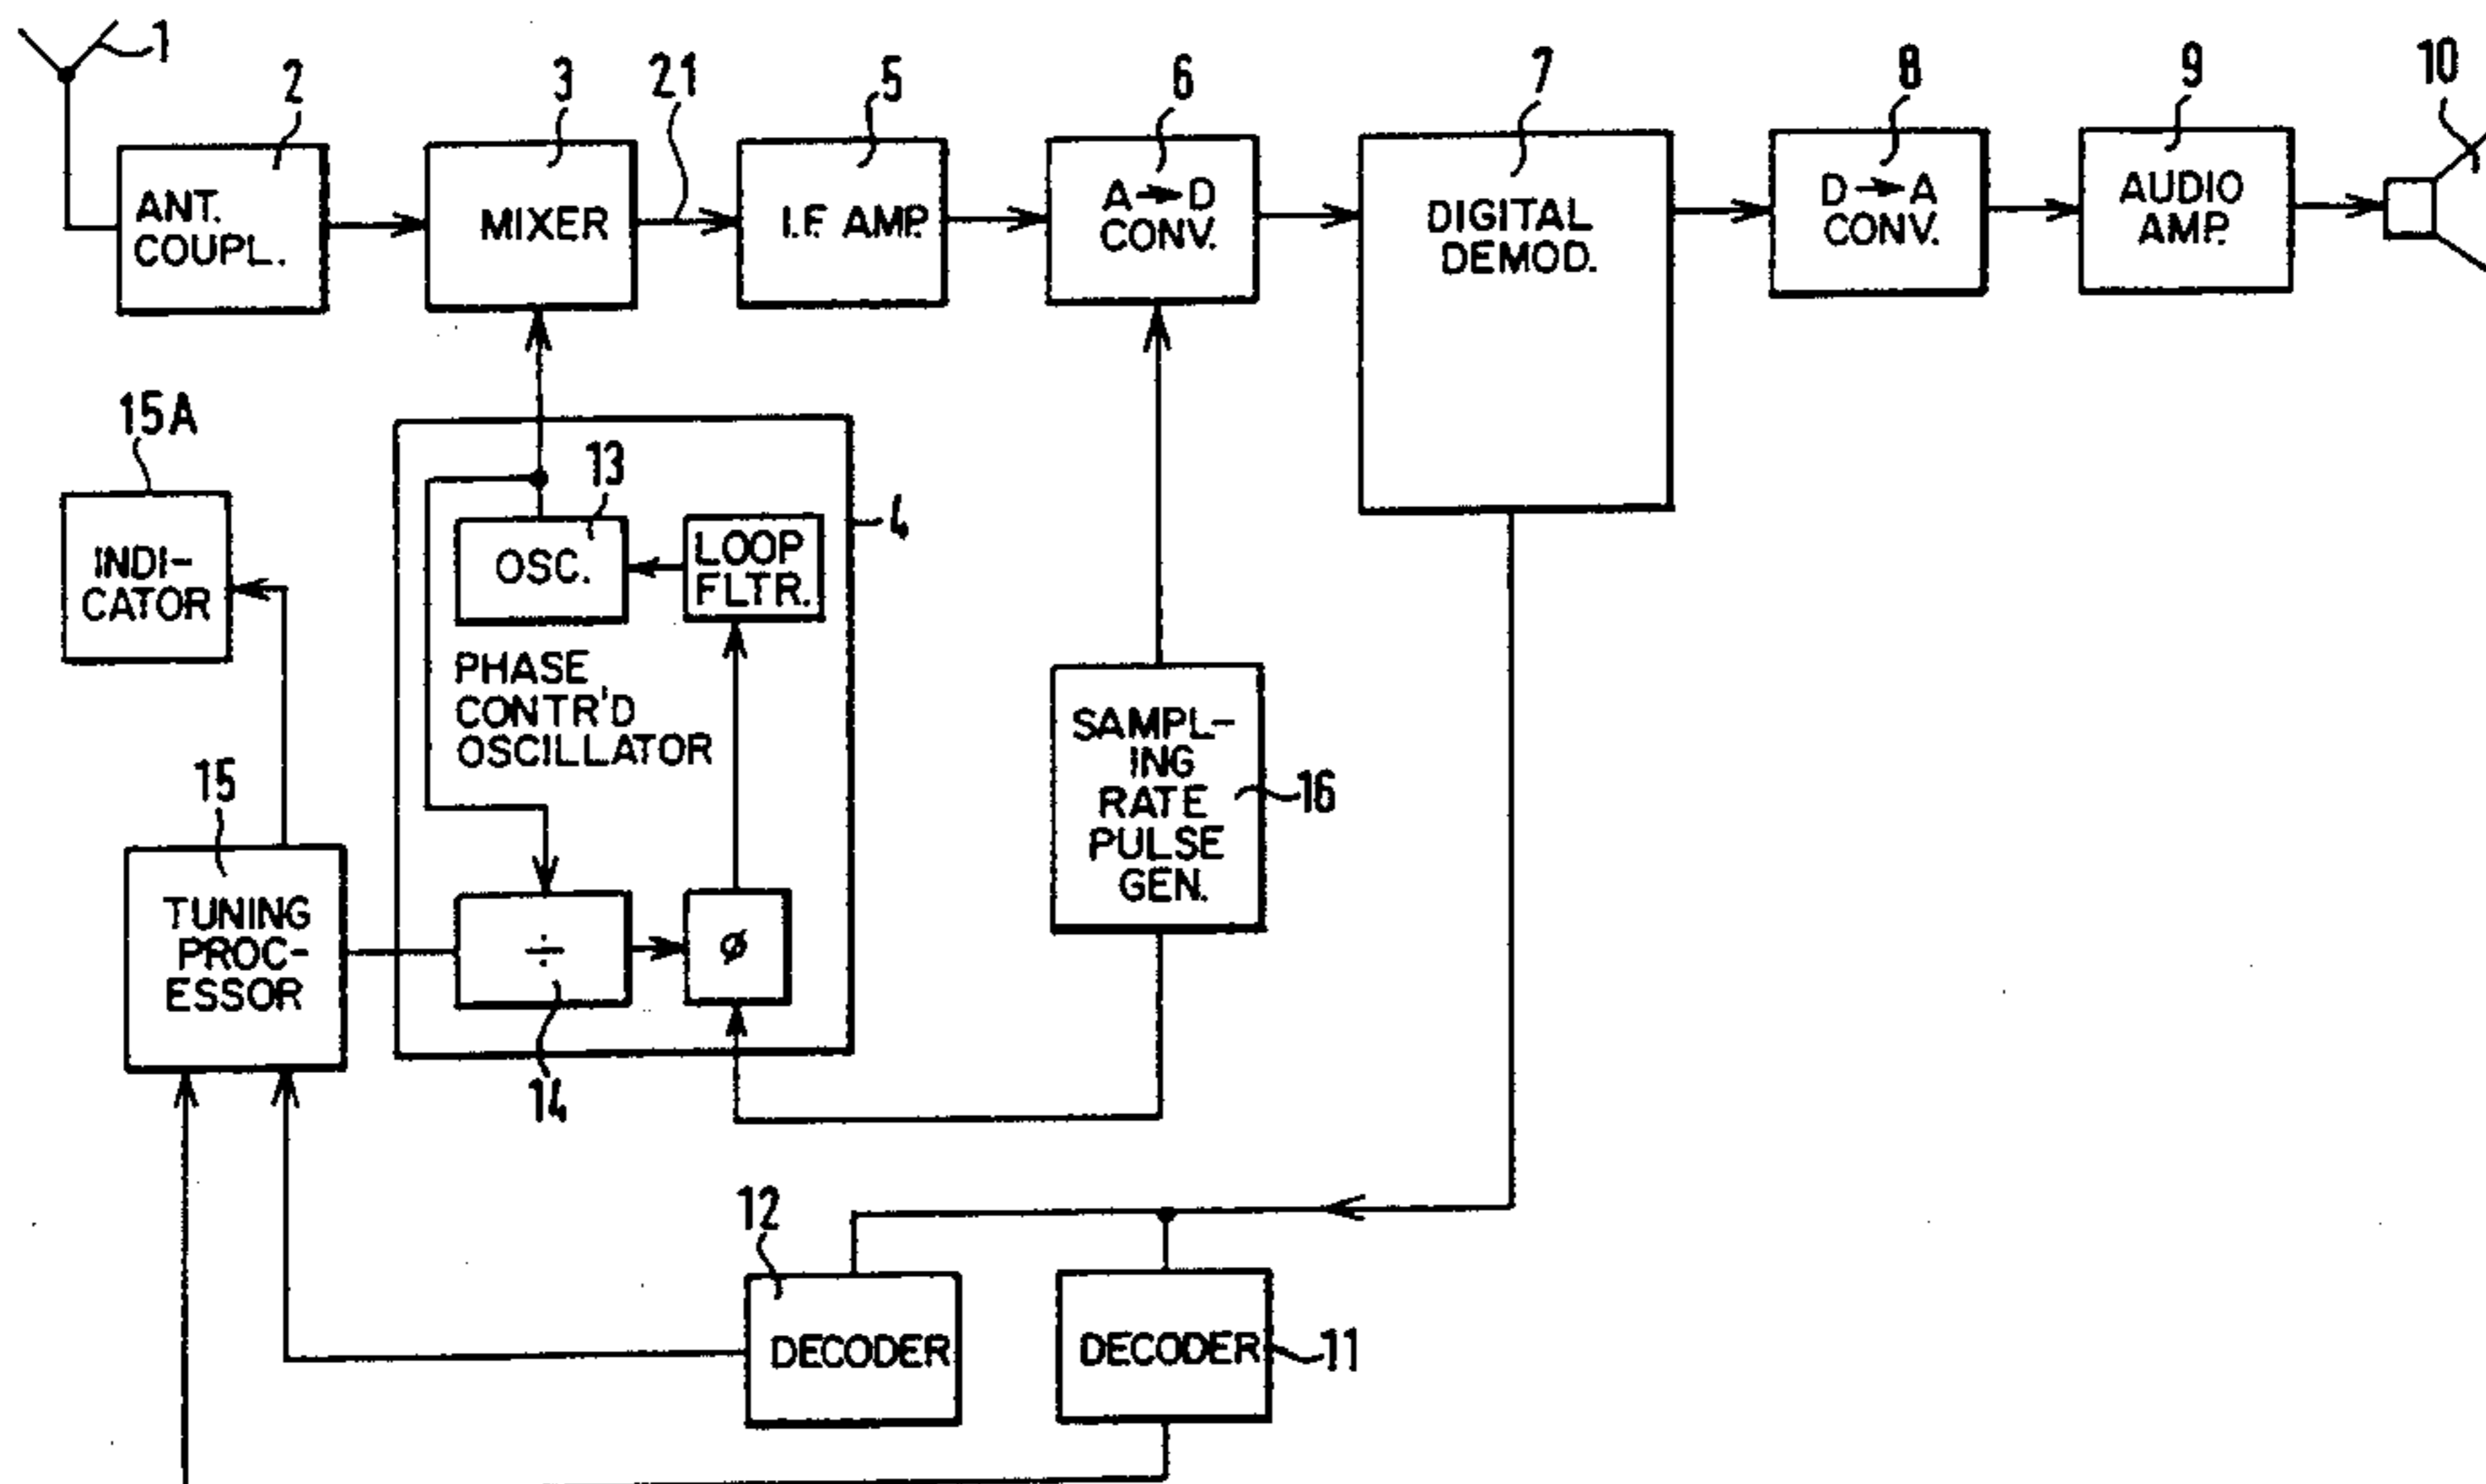 1
2
3
21
5
6
7
8
9
10
ANT.
COUPL.
MIXER
I.F. AMP.
A→D
CONV.
DIGITAL
DEMOD.
D→A
CONV.
AUDIO
AMP.
15A
INDI-
CATOR
13
OSC.
LOOP
FLTR.
4
PHASE
CONTR'D
OSCILLATOR
15
TUNING
PROC-
ESSOR
÷
ø
14
SAMPL-
ING
RATE
PULSE
GEN.
16
12
DECODER
DECODER
11